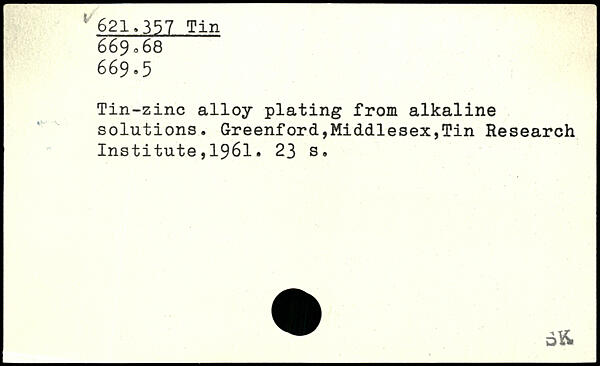 621.357 Tin
669.68
669.5
Tin-zinc alloy plating from alkaline
solutions. Greenford,Middlesex,Tin Research
Institute,1961. 23 s.
SK